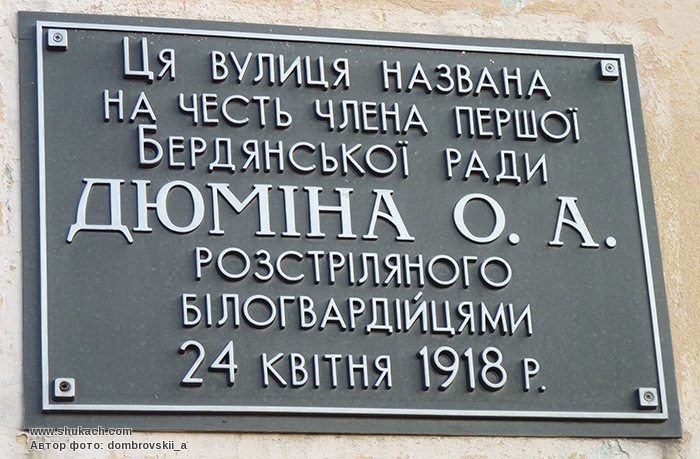 Ця вулиця названа
на честь члена першої
Бердянської ради
Дюміна О. А.
розстріляного
білогвардійцями
24 квітня 1918 р.
www.shukach.com
Автор фото: dombrovskii_a